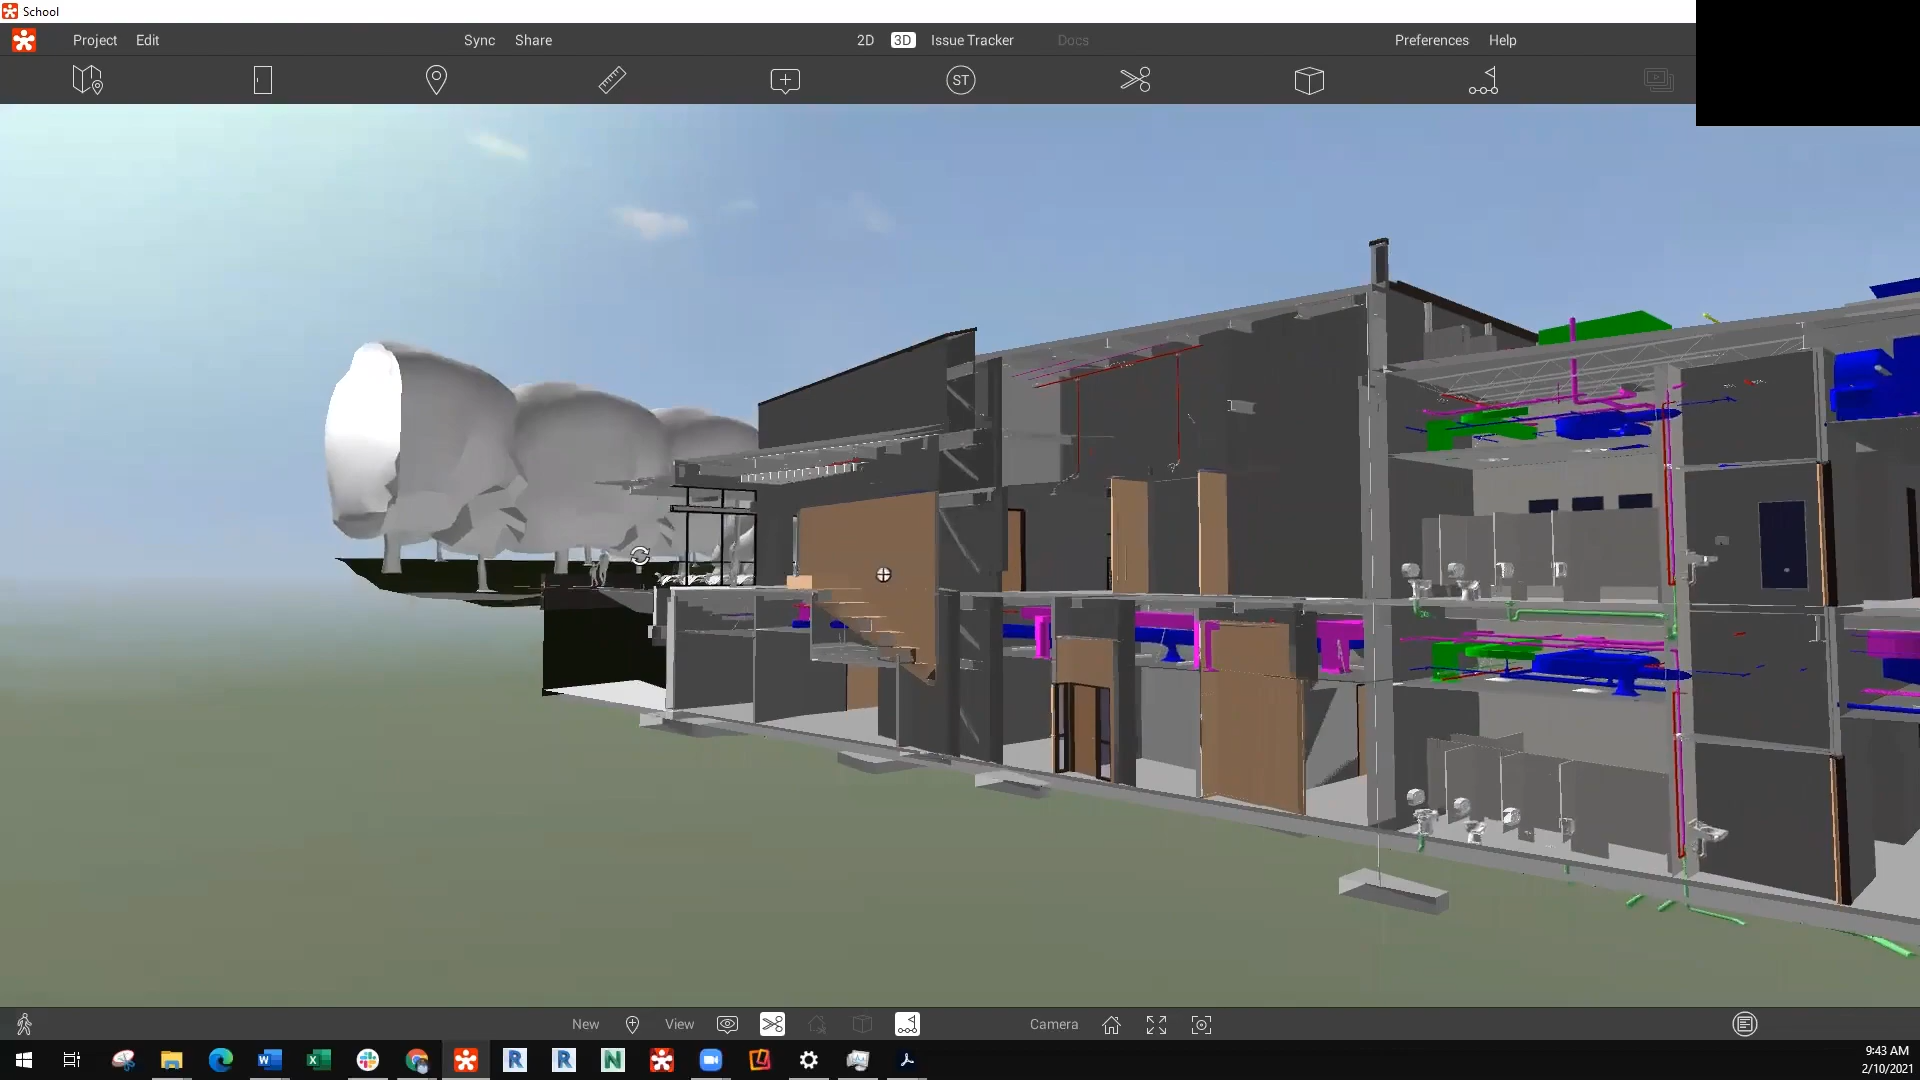 School
Project Edit Sync Share 2D 3D Issue Tracker Docs Preferences Help
ST
New View Camera
9:43 AM
2/10/2021